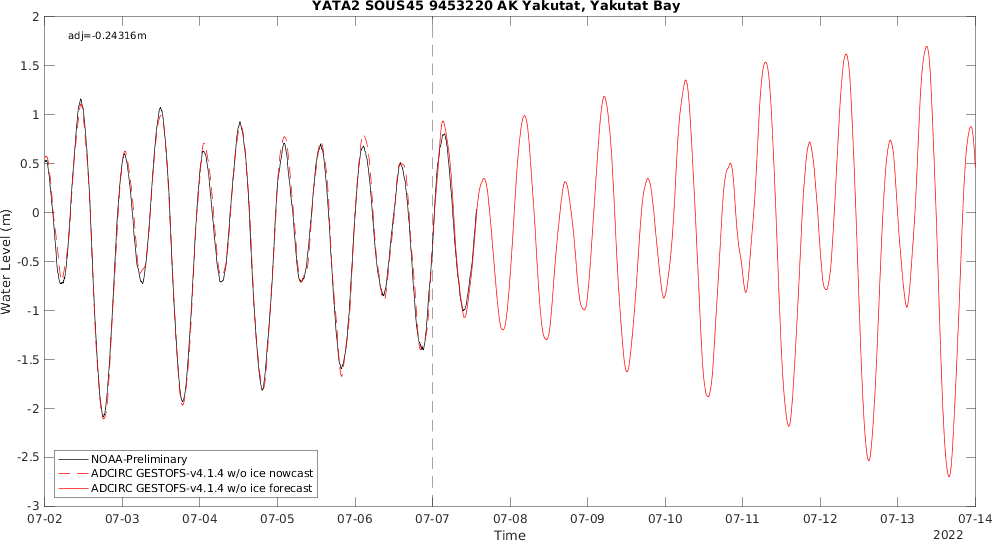 YATA2 SOUS45 9453220 AK Yakutat, Yakutat Bay
adj=-0.24316m
2
1.5
1
0.5
0
-0.5
-1
-1.5
-2
-2.5
-3
Water Level (m)
NOAA-Preliminary
ADCIRC GESTOFS-v4.1.4 w/o ice nowcast
ADCIRC GESTOFS-v4.1.4 w/o ice forecast
07-02 07-03 07-04 07-05 07-06 07-07 07-08 07-09 07-10 07-11 07-12 07-13 07-14
Time
2022